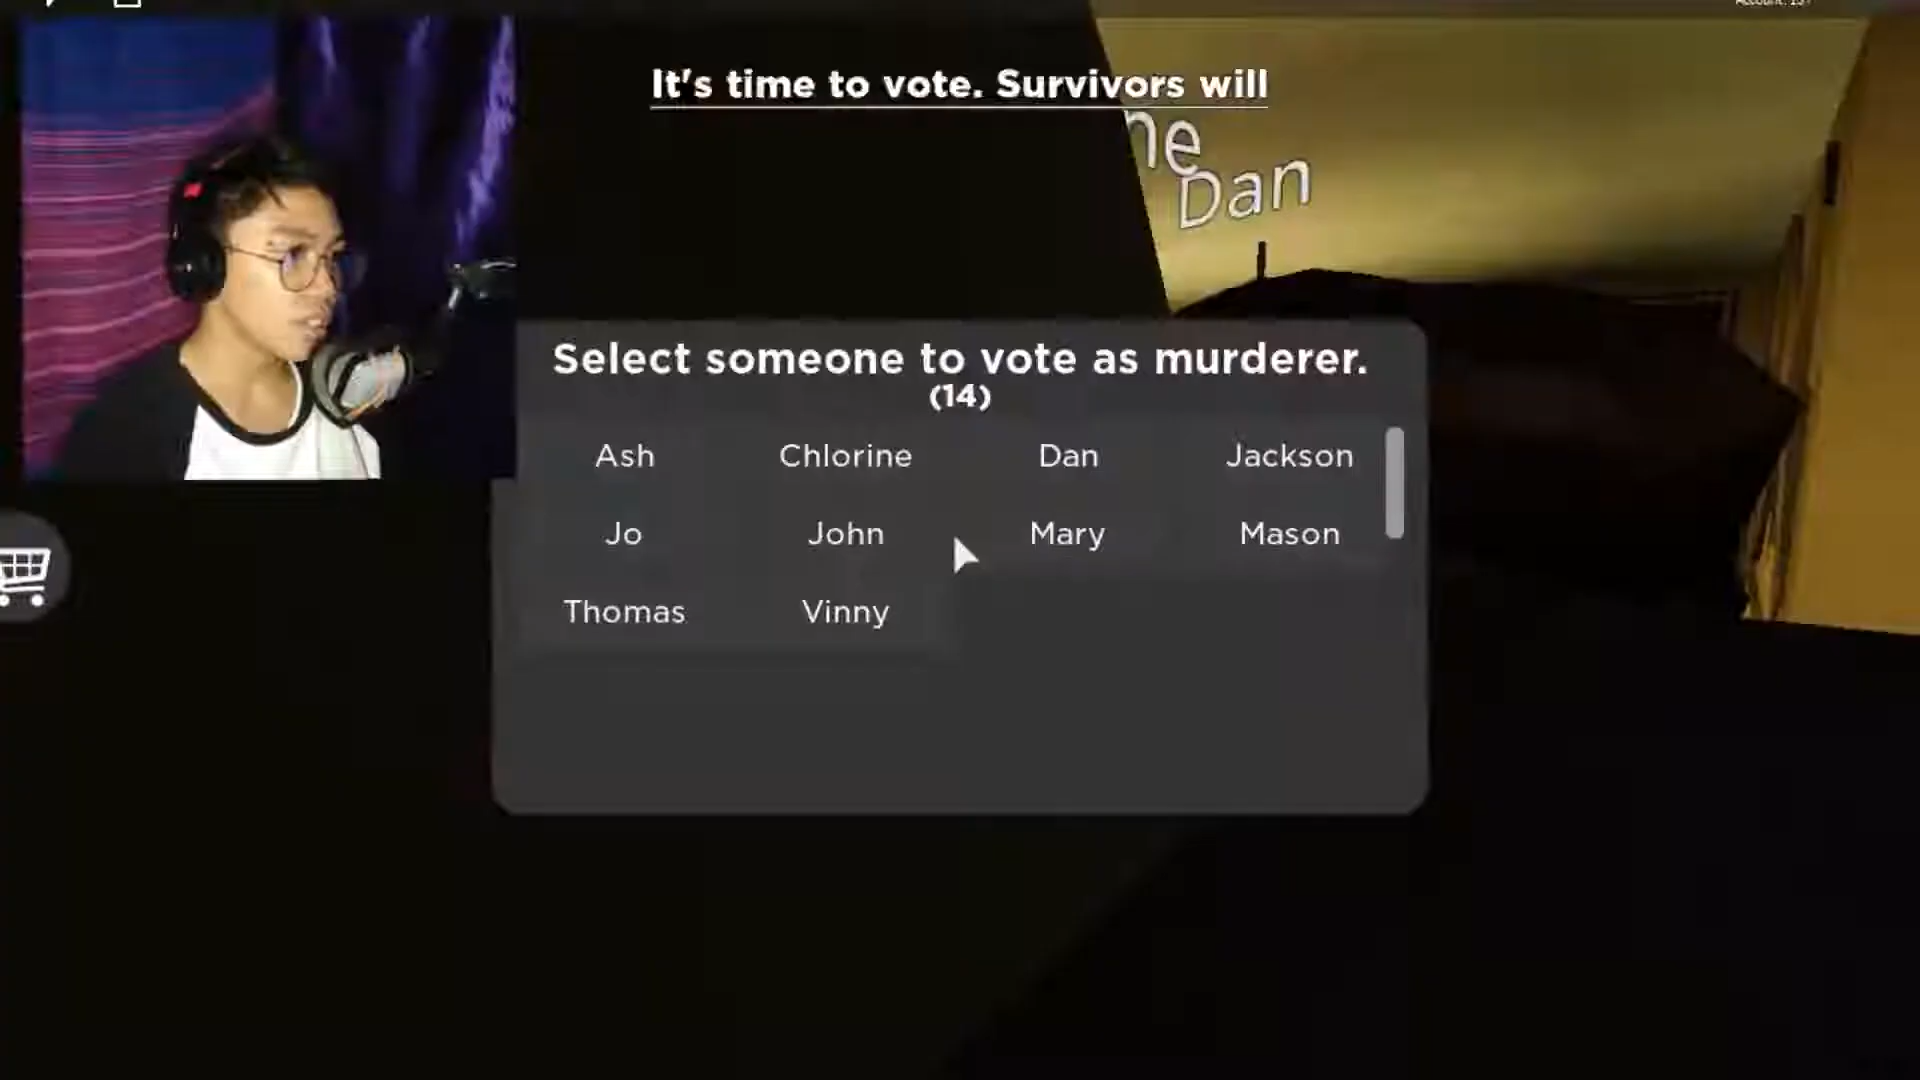 It's time to vote. Survivors will
Dan
Select someone to vote as murderer.
(14)
Ash Chlorine Dan Jackson
Jo John Mary Mason
Thomas Vinny